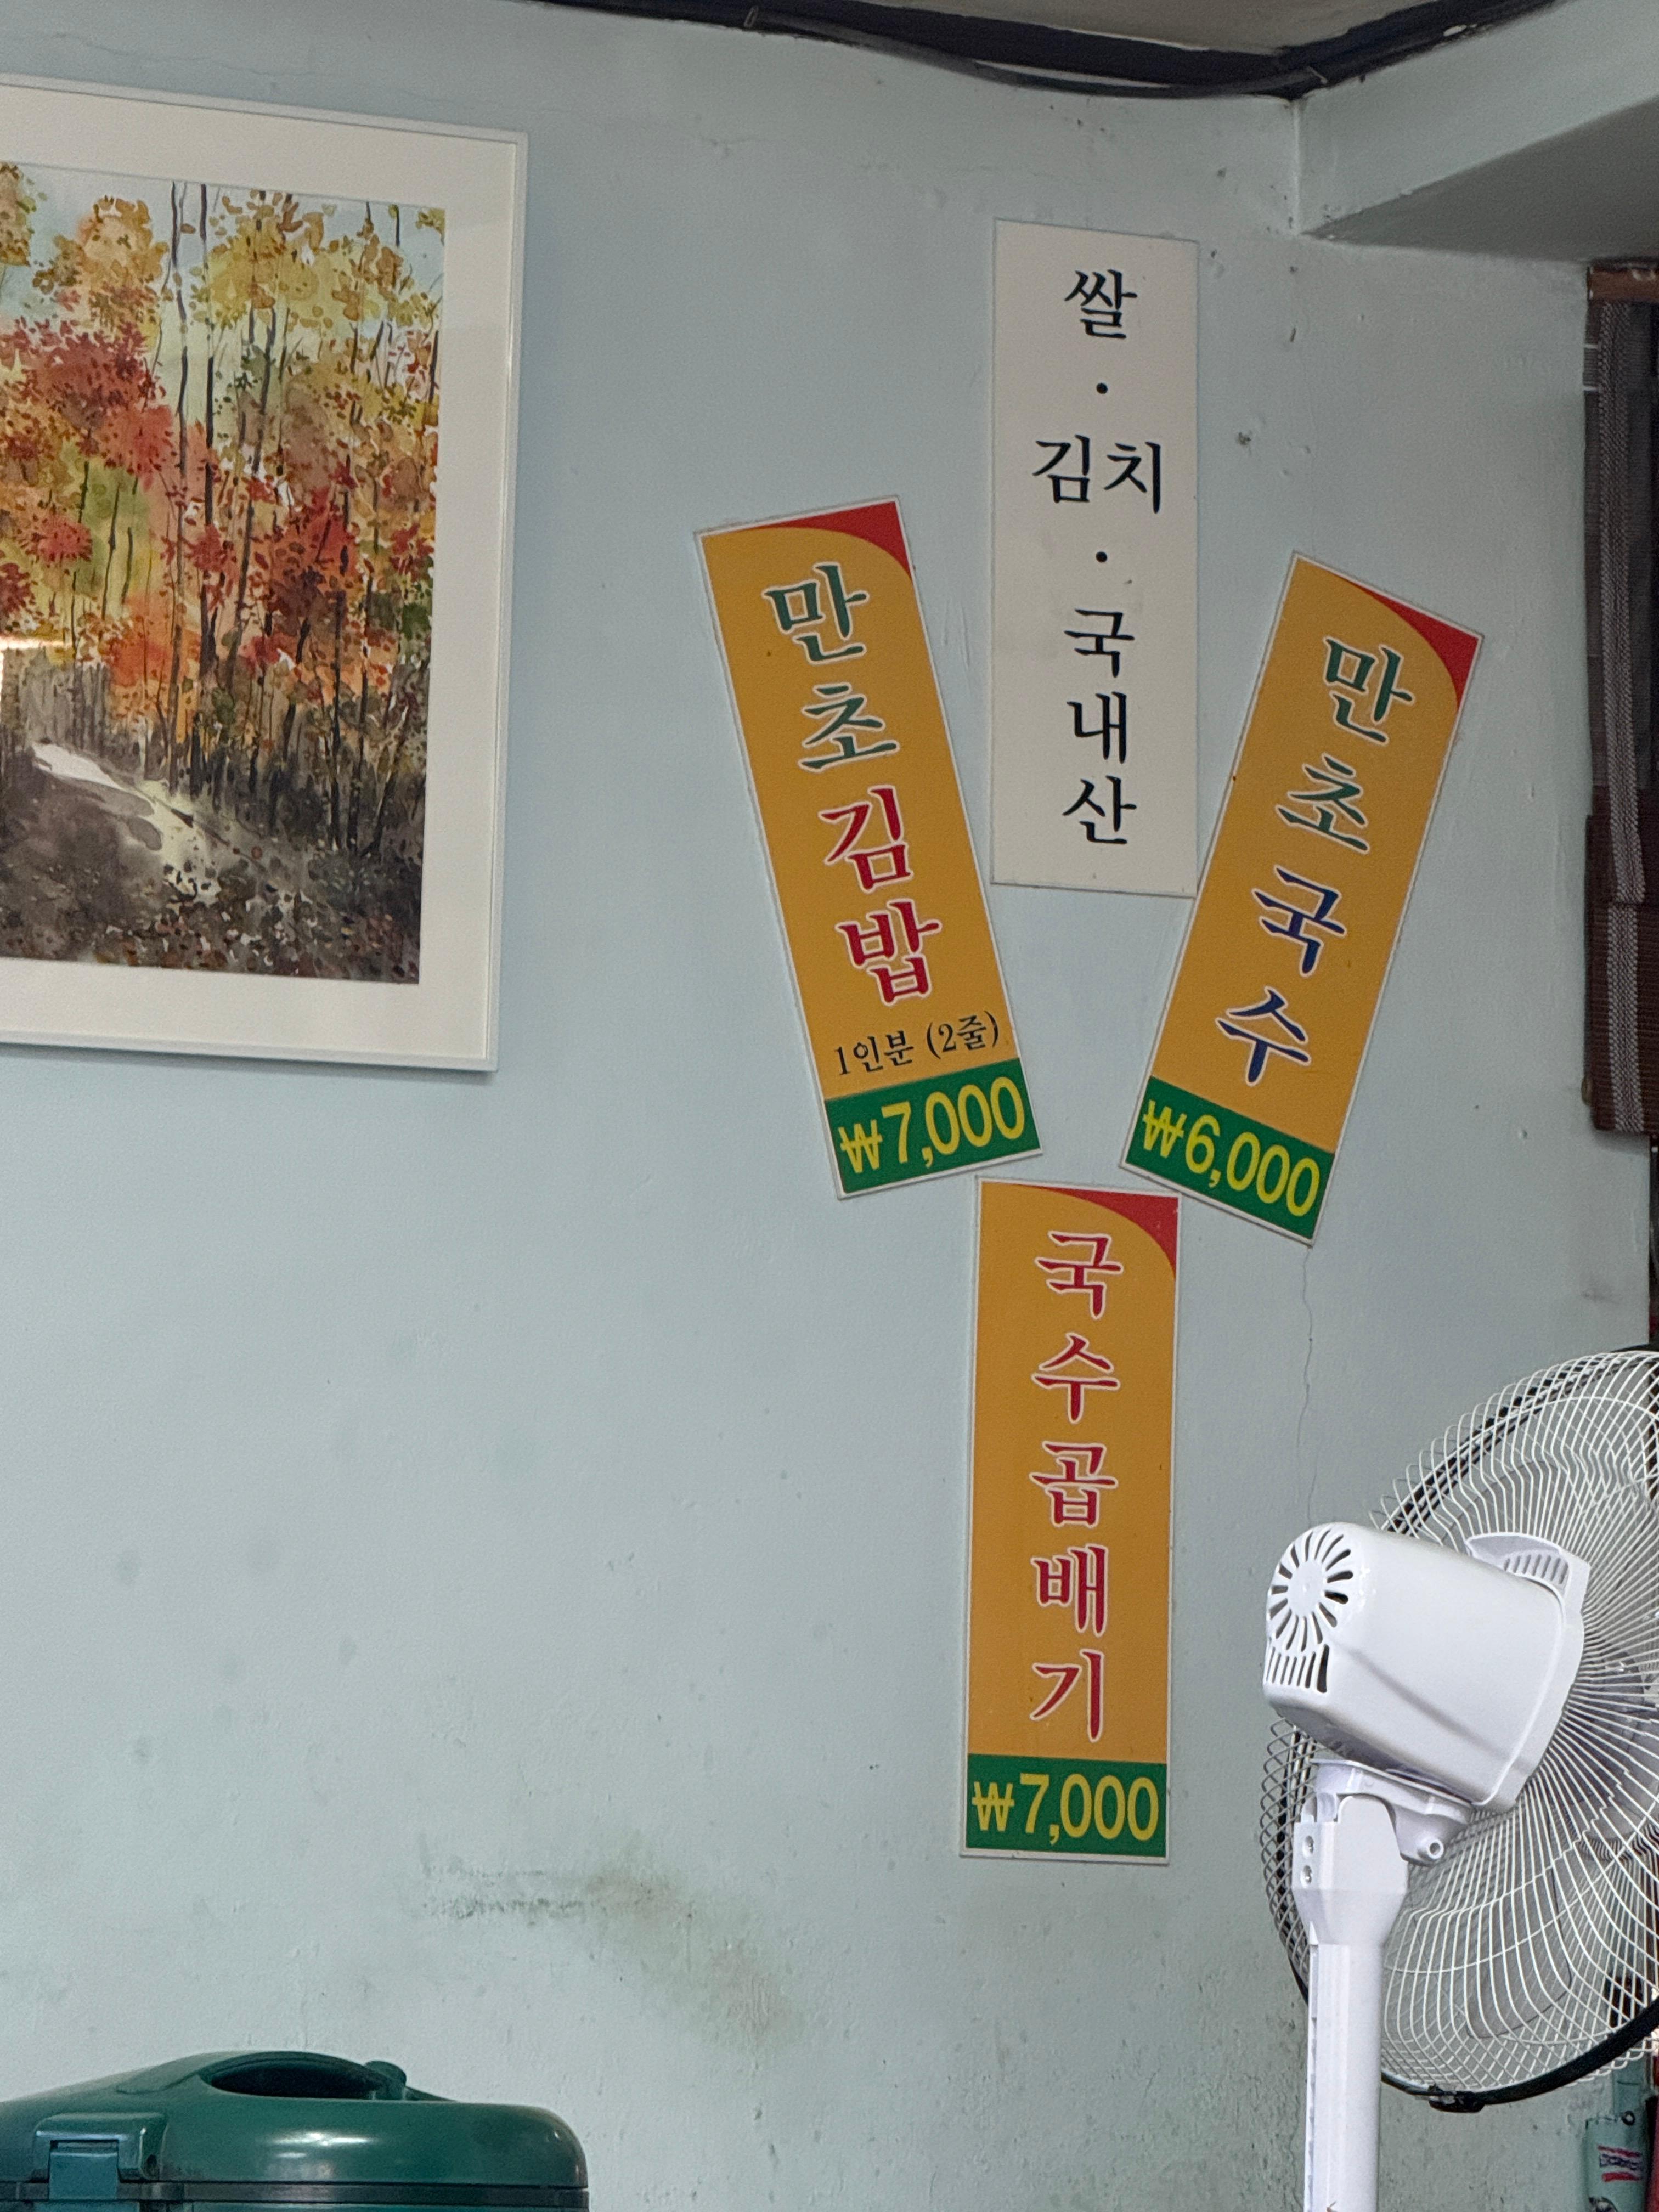 쌀·김치·국내산
만초김밥
1인분 (2줄)
₩7,000
만초국수
₩6,000
국수곱배기
₩7,000